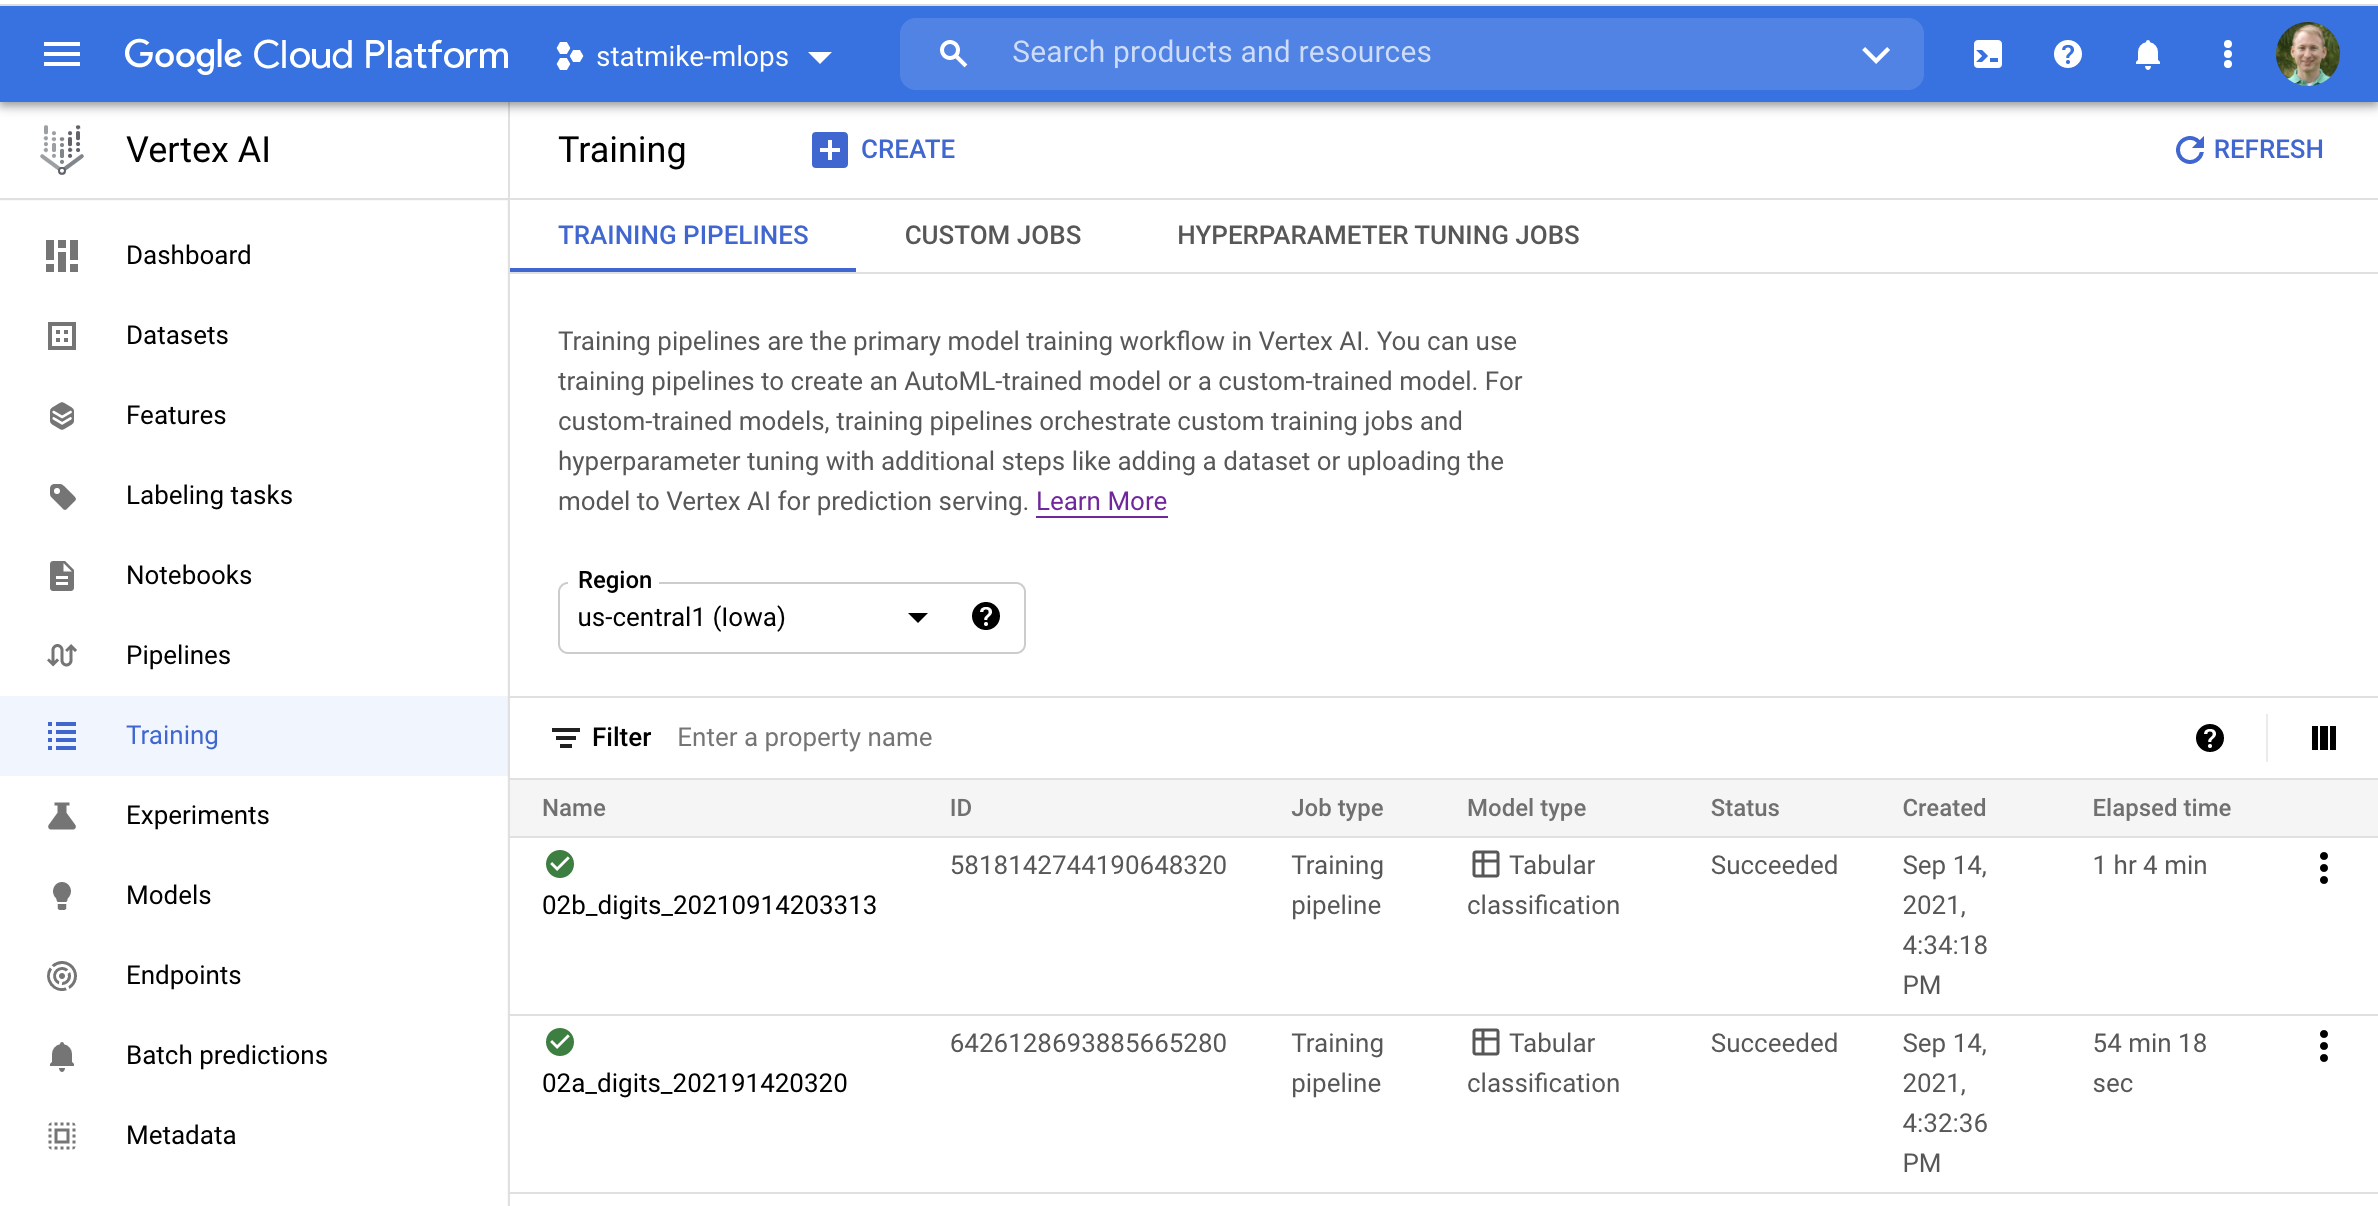 Google Cloud Platform
statmike-mlops
Search products and resources
Vertex AI
Training
CREATE
REFRESH
Dashboard
Datasets
Features
Labeling tasks
Notebooks
Pipelines
Training
Experiments
Models
Endpoints
Batch predictions
Metadata
TRAINING PIPELINES
CUSTOM JOBS
HYPERPARAMETER TUNING JOBS
Training pipelines are the primary model training workflow in Vertex AI. You can use
training pipelines to create an AutoML-trained model or a custom-trained model. For
custom-trained models, training pipelines orchestrate custom training jobs and
hyperparameter tuning with additional steps like adding a dataset or uploading the
model to Vertex AI for prediction serving. Learn More
Region
us-central1 (Iowa)
Filter Enter a property name
Name ID Job type Model type Status Created Elapsed time
02b_digits_20210914203313
5818142744190648320
Training
pipeline
Tabular
classification
Succeeded
Sep 14,
2021,
4:34:18
PM
1 hr 4 min
02a_digits_202191420320
6426128693885665280
Training
pipeline
Tabular
classification
Succeeded
Sep 14,
2021,
4:32:36
PM
54 min 18
sec